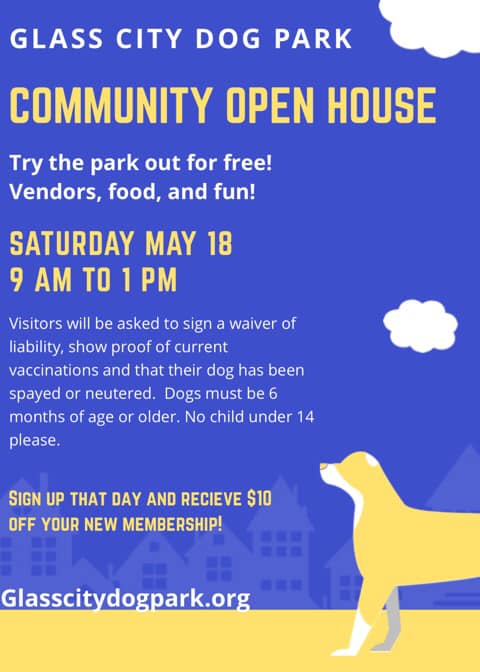 GLASS CITY DOG PARK
COMMUNITY OPEN HOUSE
Try the park out for free!
Vendors, food, and fun!
SATURDAY MAY 18
9 AM TO 1 PM
Visitors will be asked to sign a waiver of
liability, show proof of current
vaccinations and that their dog has been
spayed or neutered.  Dogs must be 6
months of age or older. No child under 14
please.
SIGN UP THAT DAY AND RECIEVE $10
OFF YOUR NEW MEMBERSHIP!
Glasscitydogpark.org